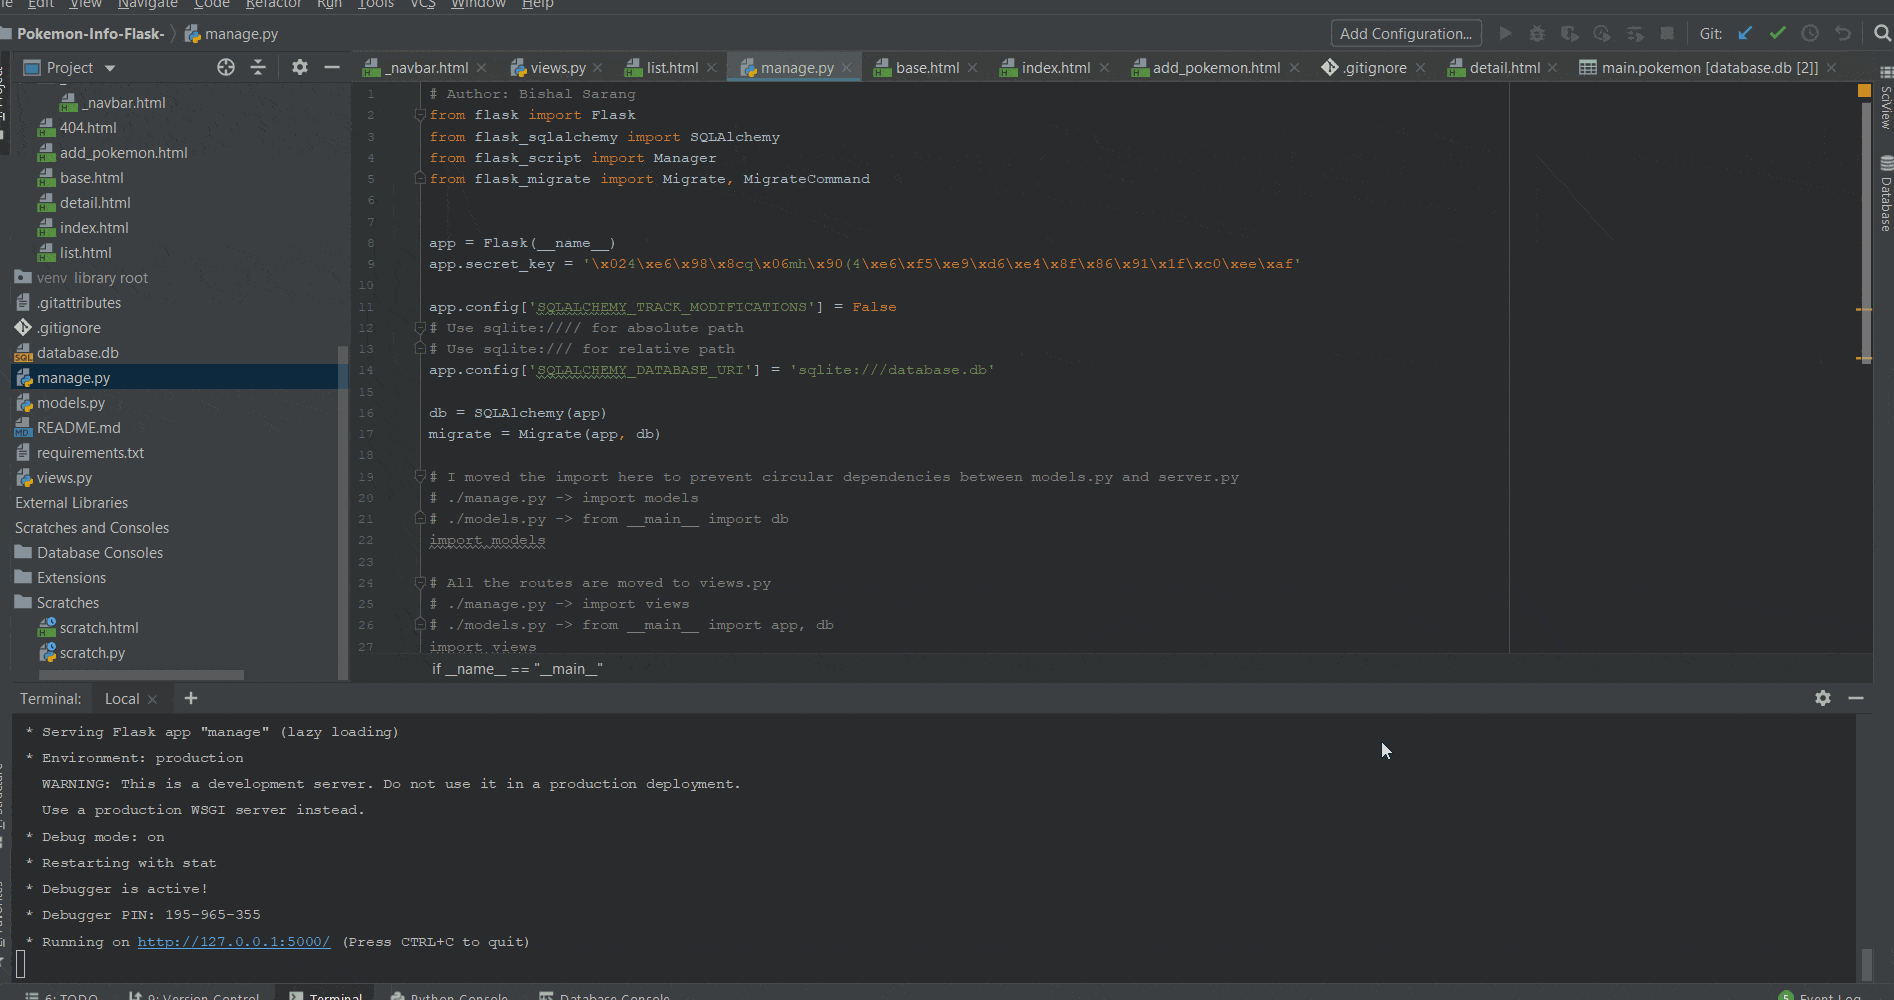 Edit View Navigate Code Refactor Run Tools VCS Window Help
Pokemon-Info-Flask- manage.py Add Configuration... Git:
Project
_navbar.html views.py list.html manage.py base.html index.html add_pokemon.html .gitignore detail.html main.pokemon [database.db [2]]
_navbar.html
404.html
add_pokemon.html
base.html
detail.html
index.html
list.html
venv library root
.gitattributes
.gitignore
database.db
manage.py
models.py
README.md
requirements.txt
views.py
External Libraries
Scratches and Consoles
Database Consoles
Extensions
Scratches
scratch.html
scratch.py
1 # Author: Bishal Sarang
2 from flask import Flask
3 from flask_sqlalchemy import SQLAlchemy
4 from flask_script import Manager
5 from flask_migrate import Migrate, MigrateCommand
6
7
8 app = Flask(__name__)
9 app.secret_key = '\x024\xe6\x98\x8cq\x06mh\x90(4\xe6\xf5\xe9\xd6\xe4\x8f\x86\x91\x1f\xc0\xee\xaf'
10
11 app.config['SQLALCHEMY_TRACK_MODIFICATIONS'] = False
12 # Use sqlite://// for absolute path
13 # Use sqlite:/// for relative path
14 app.config['SQLALCHEMY_DATABASE_URI'] = 'sqlite:///database.db'
15
16 db = SQLAlchemy(app)
17 migrate = Migrate(app, db)
18
19 # I moved the import here to prevent circular dependencies between models.py and server.py
20 # ./manage.py -> import models
21 # ./models.py -> from __main__ import db
22 import models
23
24 # All the routes are moved to views.py
25 # ./manage.py -> import views
26 # ./models.py -> from __main__ import app, db
27 import views
if __name__ == "__main__"
SciView
Database
Terminal: Local +
* Serving Flask app "manage" (lazy loading)
* Environment: production
WARNING: This is a development server. Do not use it in a production deployment.
Use a production WSGI server instead.
* Debug mode: on
* Restarting with stat
* Debugger is active!
* Debugger PIN: 195-965-355
* Running on http://127.0.0.1:5000/ (Press CTRL+C to quit)
6: TODO 9: Version Control Terminal Python Console Database Console 5 Event Log